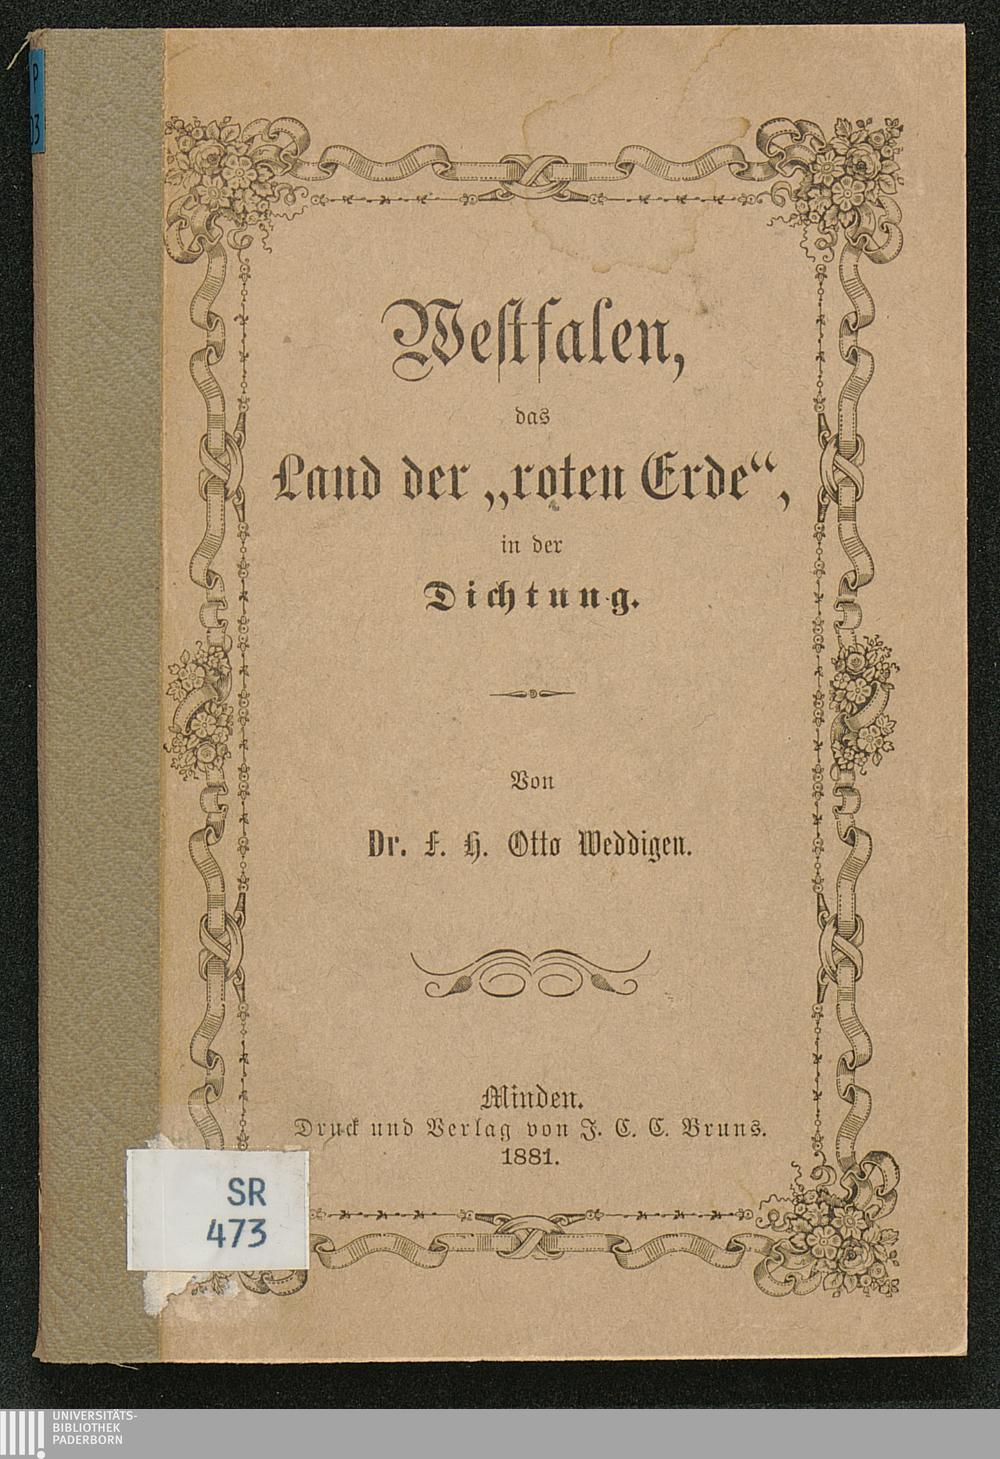 P
03
Westfalen,
das
Land der „roten Erde“,
in der
Dichtung.
Von
Dr. F. H. Otto Weddigen.
Minden.
Druck und Verlag von J. C. C. Bruns.
1881.
SR
473
UNIVERSITÄTS-
BIBLIOTHEK
PADERBORN